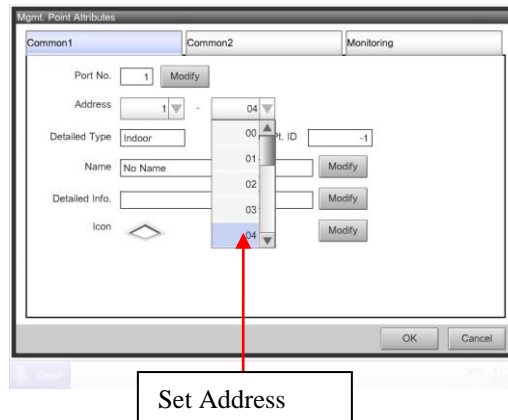 Mgmt. Point Attributes
Common1 Common2 Monitoring
Port No. 1 Modify
Address 1 - 04
00
Detailed Type Indoor Pt. ID -1
01
Name No Name Modify
02
Detailed Info. Modify
03
Icon 04 Modify
OK Cancel
Set Address